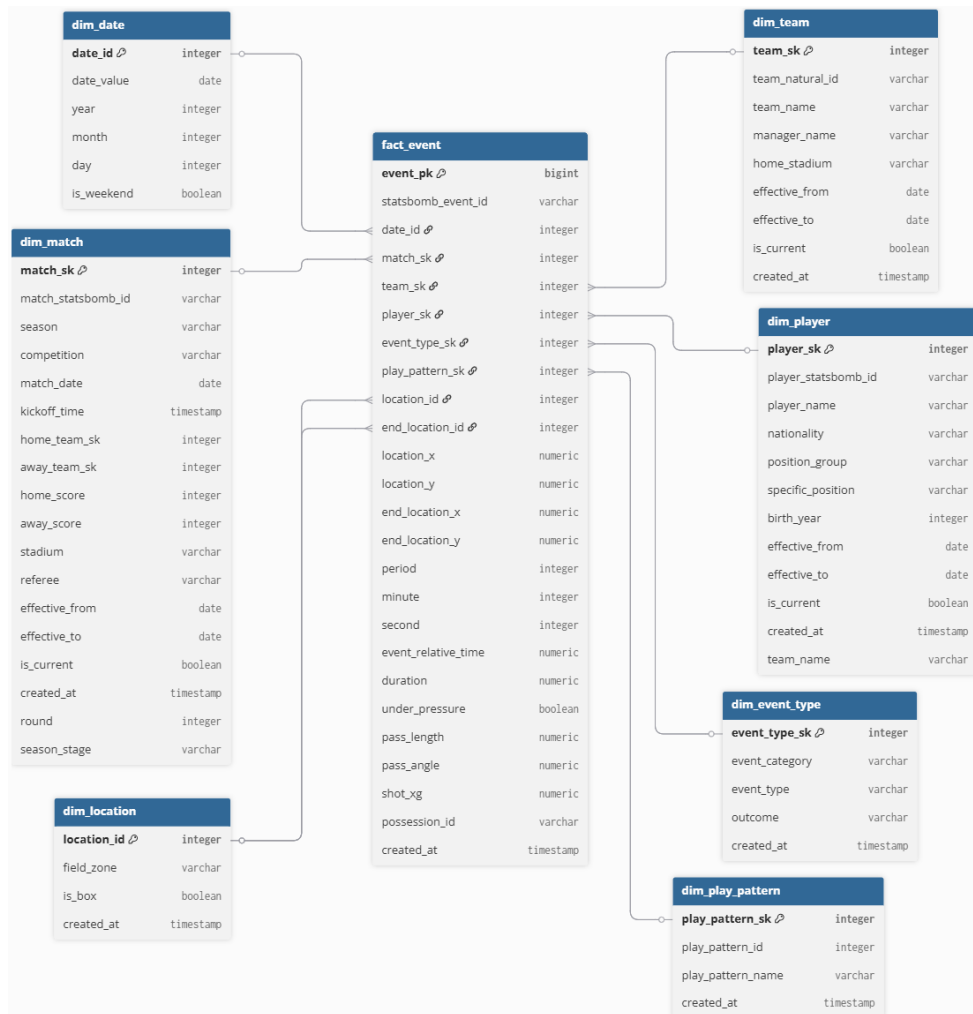 dim_date
date_id integer
date_value date
year integer
month integer
day integer
is_weekend boolean
dim_match
match_sk integer
match_statsbomb_id varchar
season varchar
competition varchar
match_date date
kickoff_time timestamp
home_team_sk integer
away_team_sk integer
home_score integer
away_score integer
stadium varchar
referee varchar
effective_from date
effective_to date
is_current boolean
created_at timestamp
round integer
season_stage varchar
dim_location
location_id integer
field_zone varchar
is_box boolean
created_at timestamp
fact_event
event_pk bigint
statsbomb_event_id varchar
date_id integer
match_sk integer
team_sk integer
player_sk integer
event_type_sk integer
play_pattern_sk integer
location_id integer
end_location_id integer
location_x numeric
location_y numeric
end_location_x numeric
end_location_y numeric
period integer
minute integer
second integer
event_relative_time numeric
duration numeric
under_pressure boolean
pass_length numeric
pass_angle numeric
shot_xg numeric
possession_id varchar
created_at timestamp
dim_team
team_sk integer
team_natural_id varchar
team_name varchar
manager_name varchar
home_stadium varchar
effective_from date
effective_to date
is_current boolean
created_at timestamp
dim_player
player_sk integer
player_statsbomb_id varchar
player_name varchar
nationality varchar
position_group varchar
specific_position varchar
birth_year integer
effective_from date
effective_to date
is_current boolean
created_at timestamp
team_name varchar
dim_event_type
event_type_sk integer
event_category varchar
event_type varchar
outcome varchar
created_at timestamp
dim_play_pattern
play_pattern_sk integer
play_pattern_id integer
play_pattern_name varchar
created_at timestamp